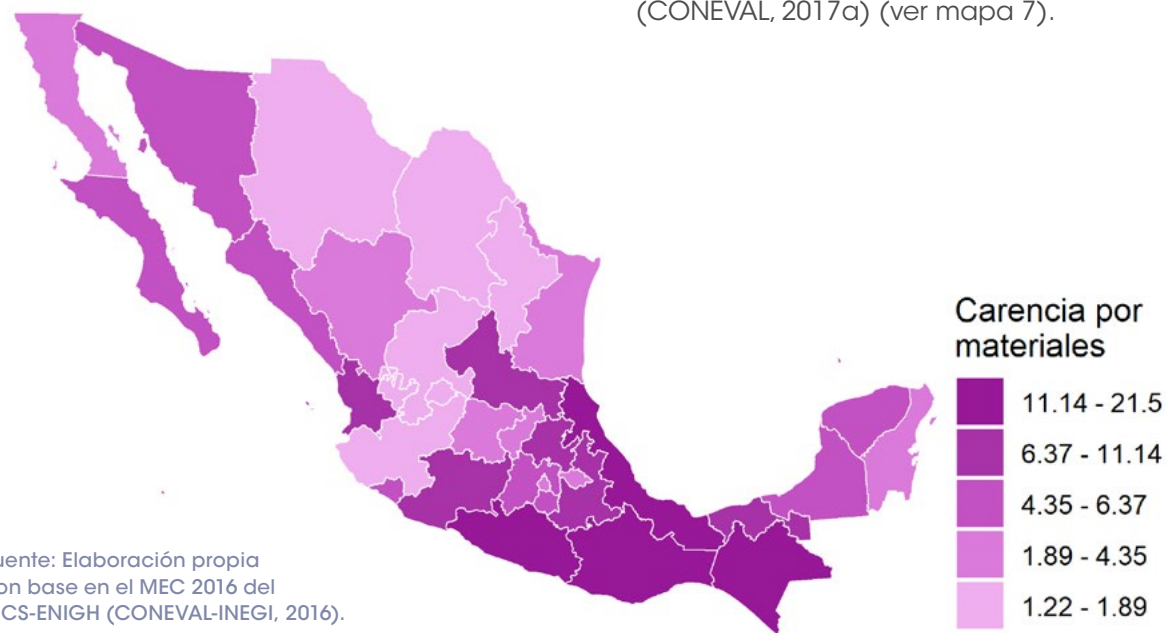 (CONEVAL, 2017a) (ver mapa 7).
Carencia por
materiales
11.14 - 21.5
6.37 - 11.14
4.35 - 6.37
1.89 - 4.35
1.22 - 1.89
uente: Elaboración propia
on base en el MEC 2016 del
CS-ENIGH (CONEVAL-INEGI, 2016).